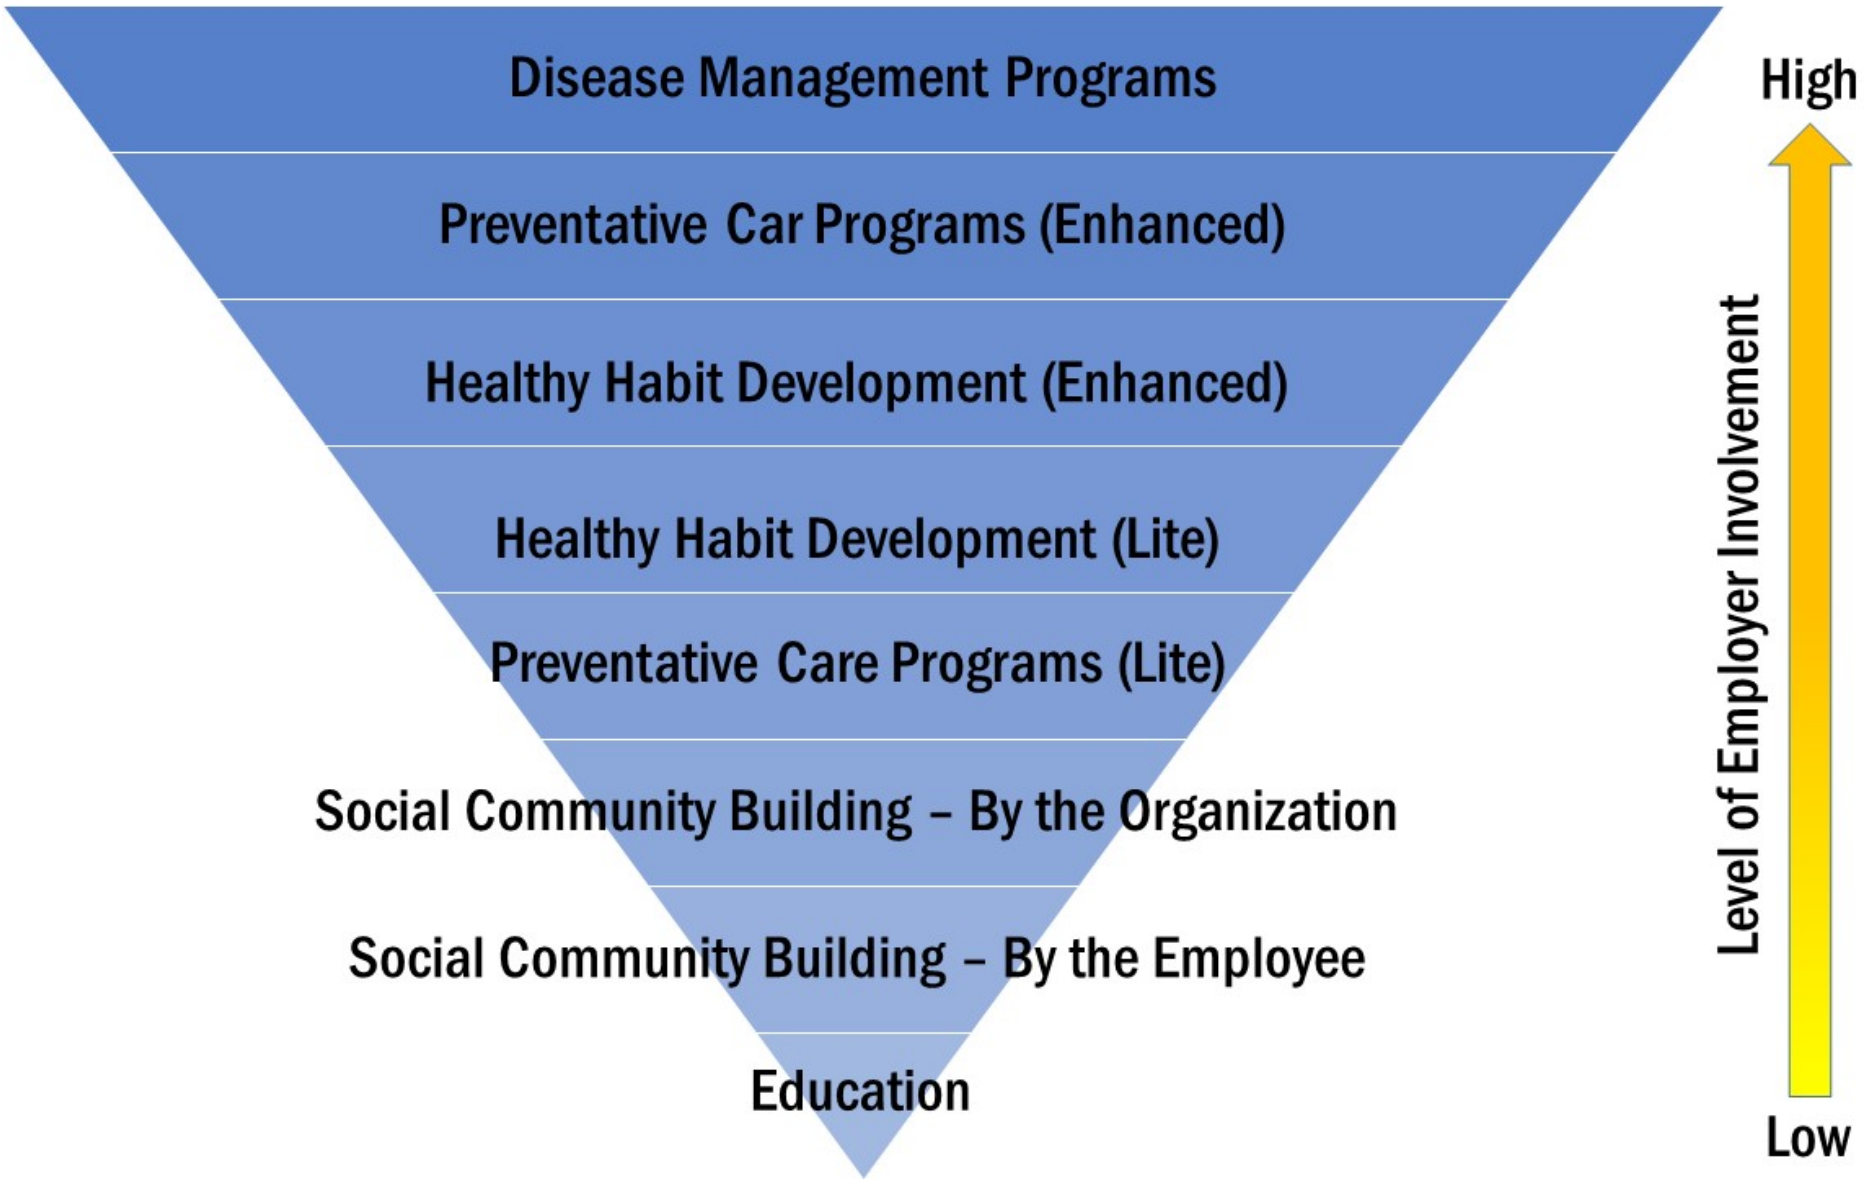 Disease Management Programs
Preventative Car Programs (Enhanced)
Healthy Habit Development (Enhanced)
Healthy Habit Development (Lite)
Preventative Care Programs (Lite)
Social Community Building – By the Organization
Social Community Building – By the Employee
Education
High
Level of Employer Involvement
Low